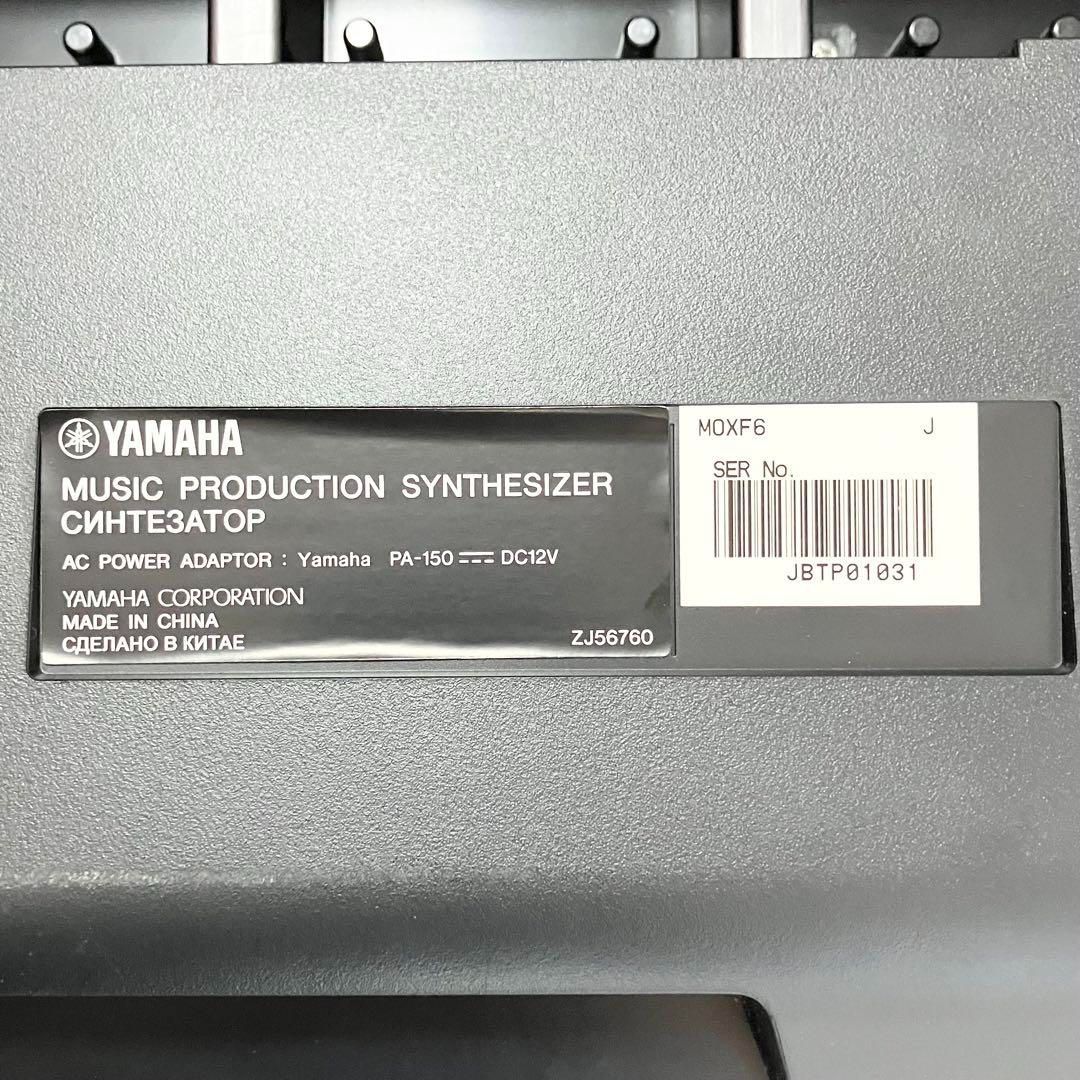 YAMAHA
MUSIC PRODUCTION SYNTHESIZER
СИНТЕЗАТОР
AC POWER ADAPTOR : Yamaha PA-150 ⎓ DC12V
YAMAHA CORPORATION
MADE IN CHINA
СДЕЛАНО В КИТАЕ
ZJ56760
MOXF6 J
SER No.
JBTP01031